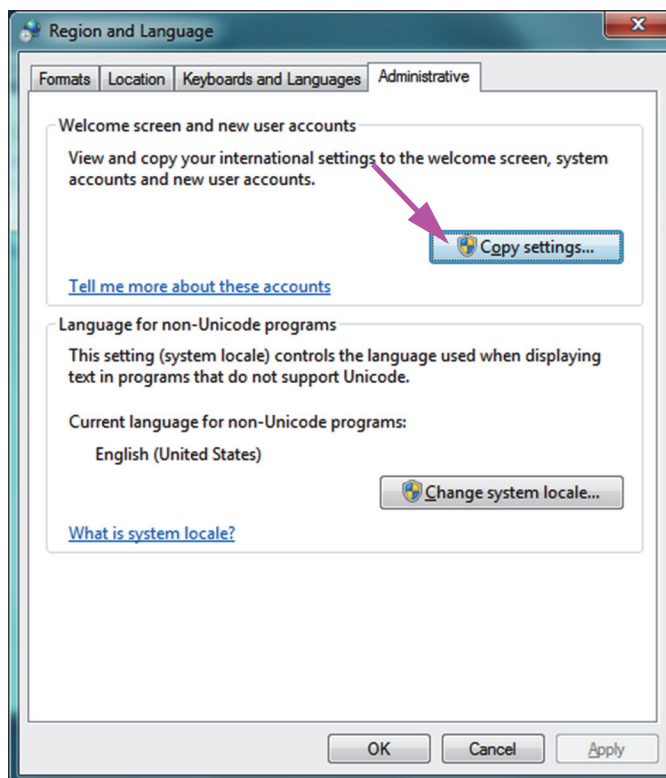 Region and Language
Formats Location Keyboards and Languages Administrative
Welcome screen and new user accounts
View and copy your international settings to the welcome screen, system
accounts and new user accounts.
Copy settings...
Tell me more about these accounts
Language for non-Unicode programs
This setting (system locale) controls the language used when displaying
text in programs that do not support Unicode.
Current language for non-Unicode programs:
English (United States)
Change system locale...
What is system locale?
OK Cancel Apply